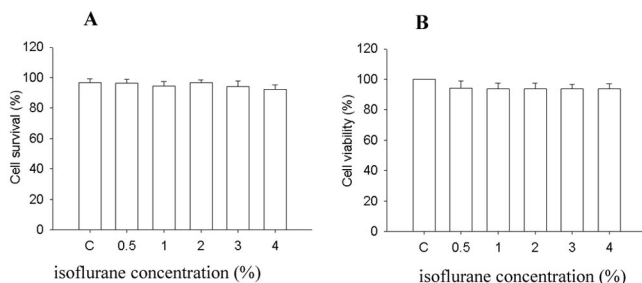 A
120
100
80
60
40
20
0
Cell survival (%)
C 0.5 1 2 3 4
isoflurane concentration (%)
B
120
100
80
60
40
20
0
Cell viability (%)
C 0.5 1 2 3 4
isoflurane concentration (%)